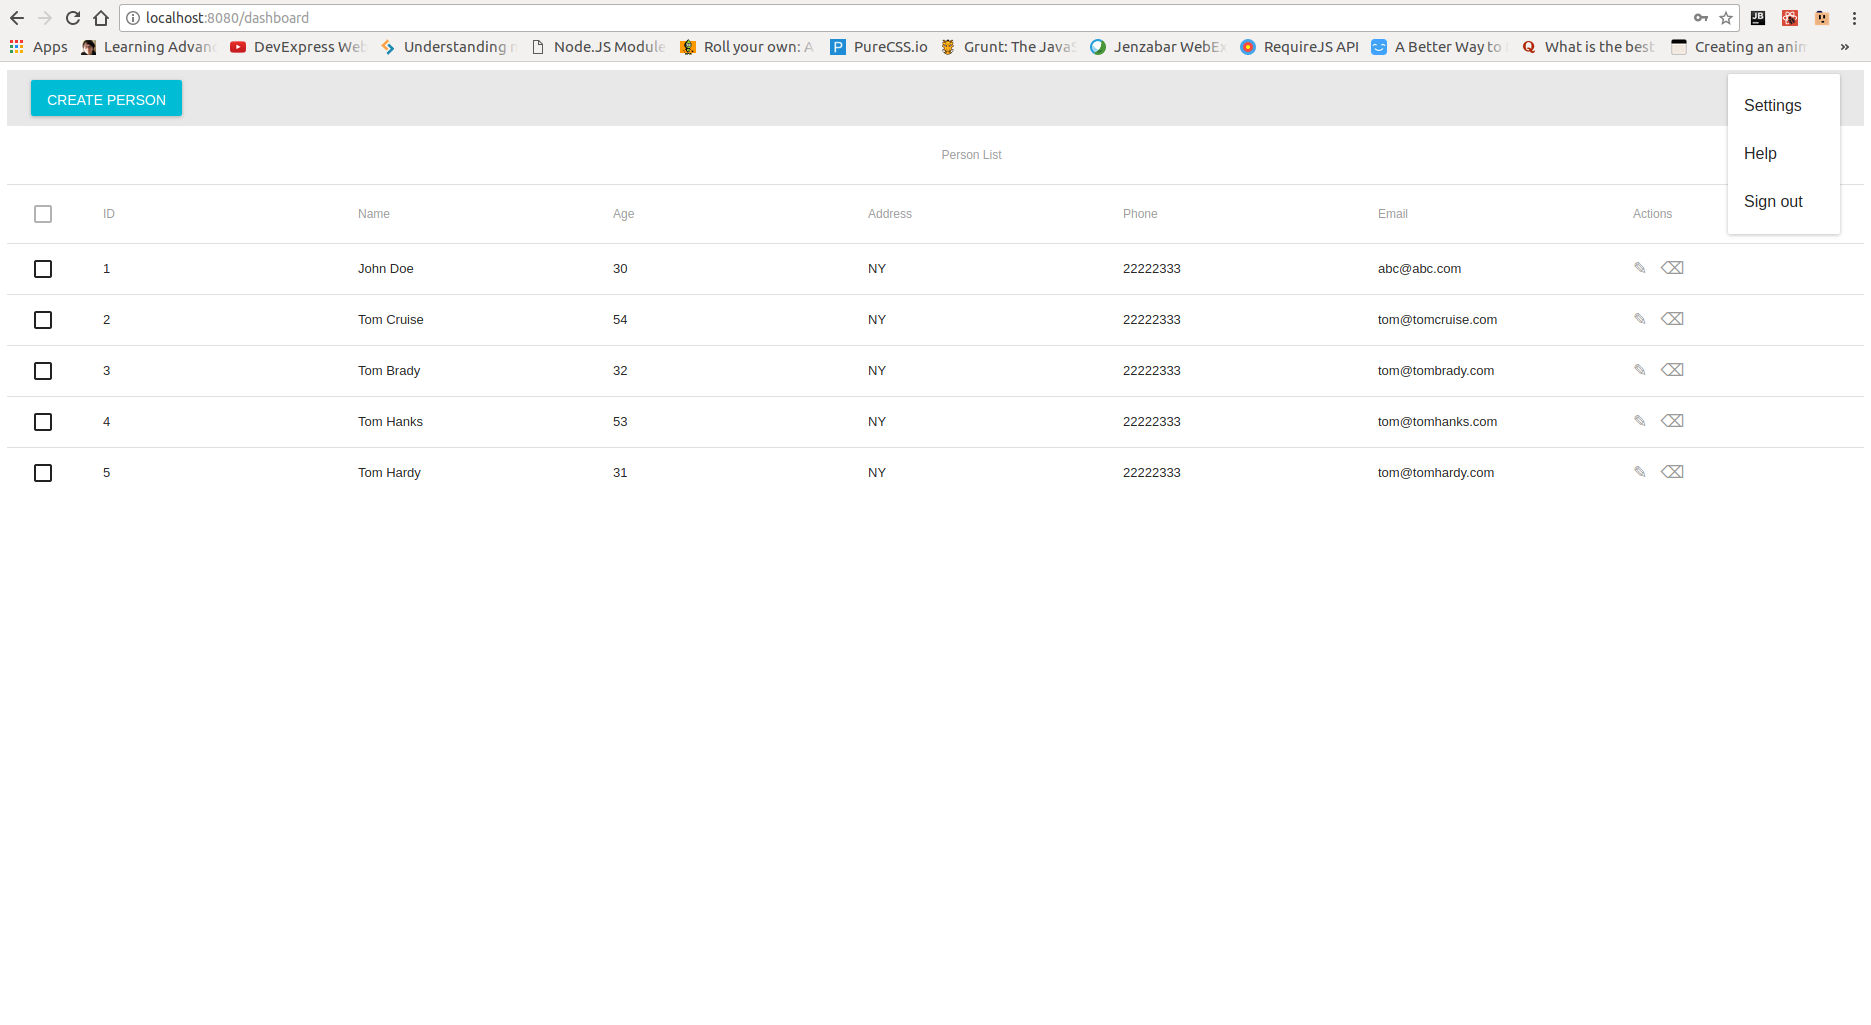 localhost:8080/dashboard
Apps Learning Advan DevExpress Web Understanding Node.JS Module Roll your own: A PureCSS.io Grunt: The JavaS Jenzabar WebEx RequireJS API A Better Way to What is the best Creating an anim »
CREATE PERSON
Settings
Help
Sign out
Person List
ID Name Age Address Phone Email Actions
1 John Doe 30 NY 22222333 abc@abc.com
2 Tom Cruise 54 NY 22222333 tom@tomcruise.com
3 Tom Brady 32 NY 22222333 tom@tombrady.com
4 Tom Hanks 53 NY 22222333 tom@tomhanks.com
5 Tom Hardy 31 NY 22222333 tom@tomhardy.com